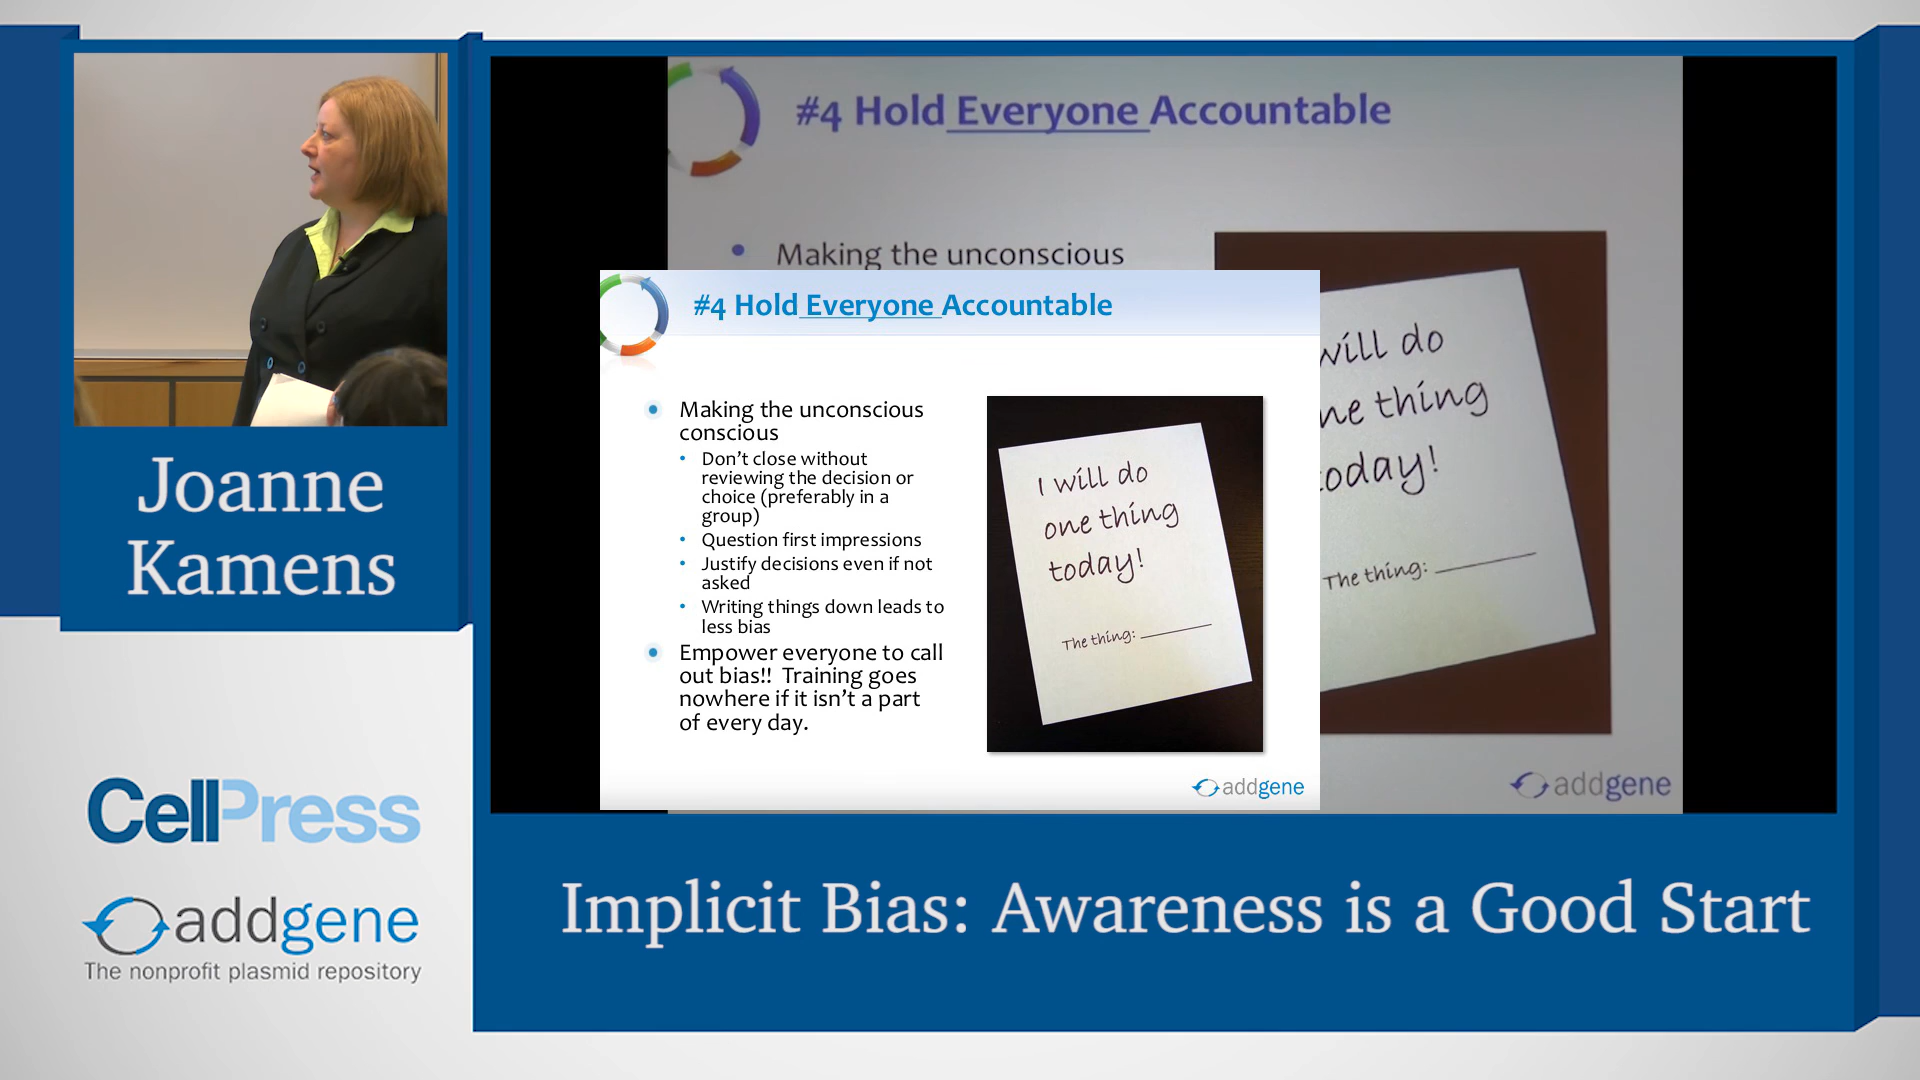 #4 Hold Everyone Accountable
Making the unconscious
will do
ne thing
oday!
The thing:
addgene
#4 Hold Everyone Accountable
Making the unconscious
conscious
Don't close without
reviewing the decision or
choice (preferably in a
group)
Question first impressions
Justify decisions even if not
asked
Writing things down leads to
less bias
Empower everyone to call
out bias!! Training goes
nowhere if it isn't a part
of every day.
I will do
one thing
today!
The thing:
addgene
Joanne
Kamens
CellPress
addgene
The nonprofit plasmid repository
Implicit Bias: Awareness is a Good Start